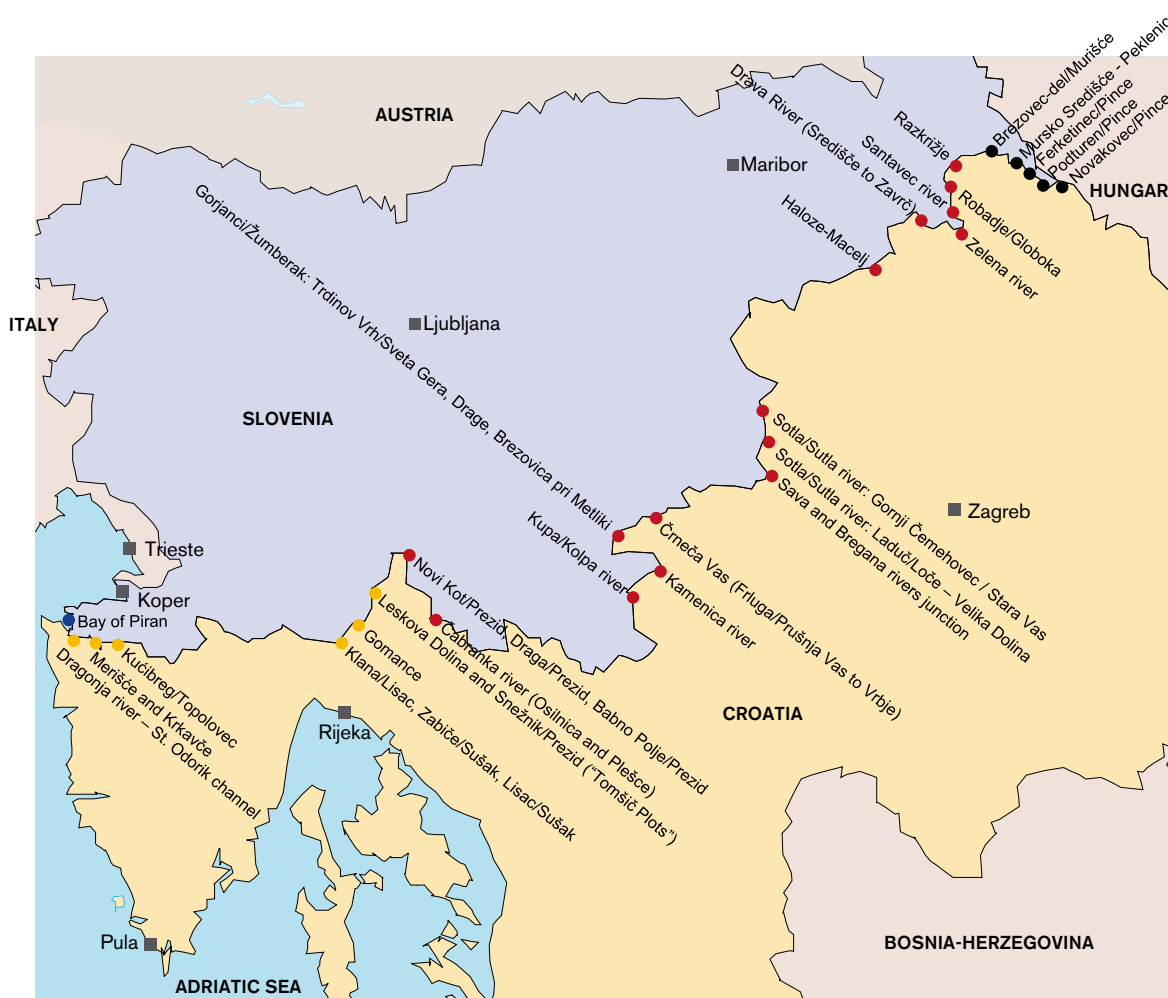 AUSTRIA
Drava River (Središče to Zavrč)
Razkrižje
Santavec river
Brezovec-del/Murišće
Mursko Središče - Peklenic
Ferketinec/Pince
Podturen/Pince
Novakovec/Pince
HUNGAR
Maribor
Haloze-Macelj
Robadje/Globoka
Zelena river
Gorjanci/Žumberak: Trdinov Vrh/Sveta Gera, Drage, Brezovica pri Metliki
ITALY
Ljubljana
SLOVENIA
Sotla/Sutla river: Gornji Čemehovec / Stara Vas
Sotla/Sutla river: Laduč/Loče – Velika Dolina
Sava and Bregana rivers junction
Zagreb
Kupa/Kolpa river
Črneča Vas (Frluga/Prušnja Vas to Vrbje)
Kamenica river
Trieste
Koper
Bay of Piran
Novi Kot/Prezid, Draga/Prezid, Babno Polje/Prezid
Čabranka river (Osilnica and Plešce)
Leskova Dolina and Snežnik/Prezid (“Tomšič Plots”)
Gomance
Klana/Lisac, Zabiče/Sušak, Lisac/Sušak
Kućibreg/Topolovec
Merišće and Krkavče
Dragonja river – St. Odorik channel
Rijeka
CROATIA
Pula
BOSNIA-HERZEGOVINA
ADRIATIC SEA